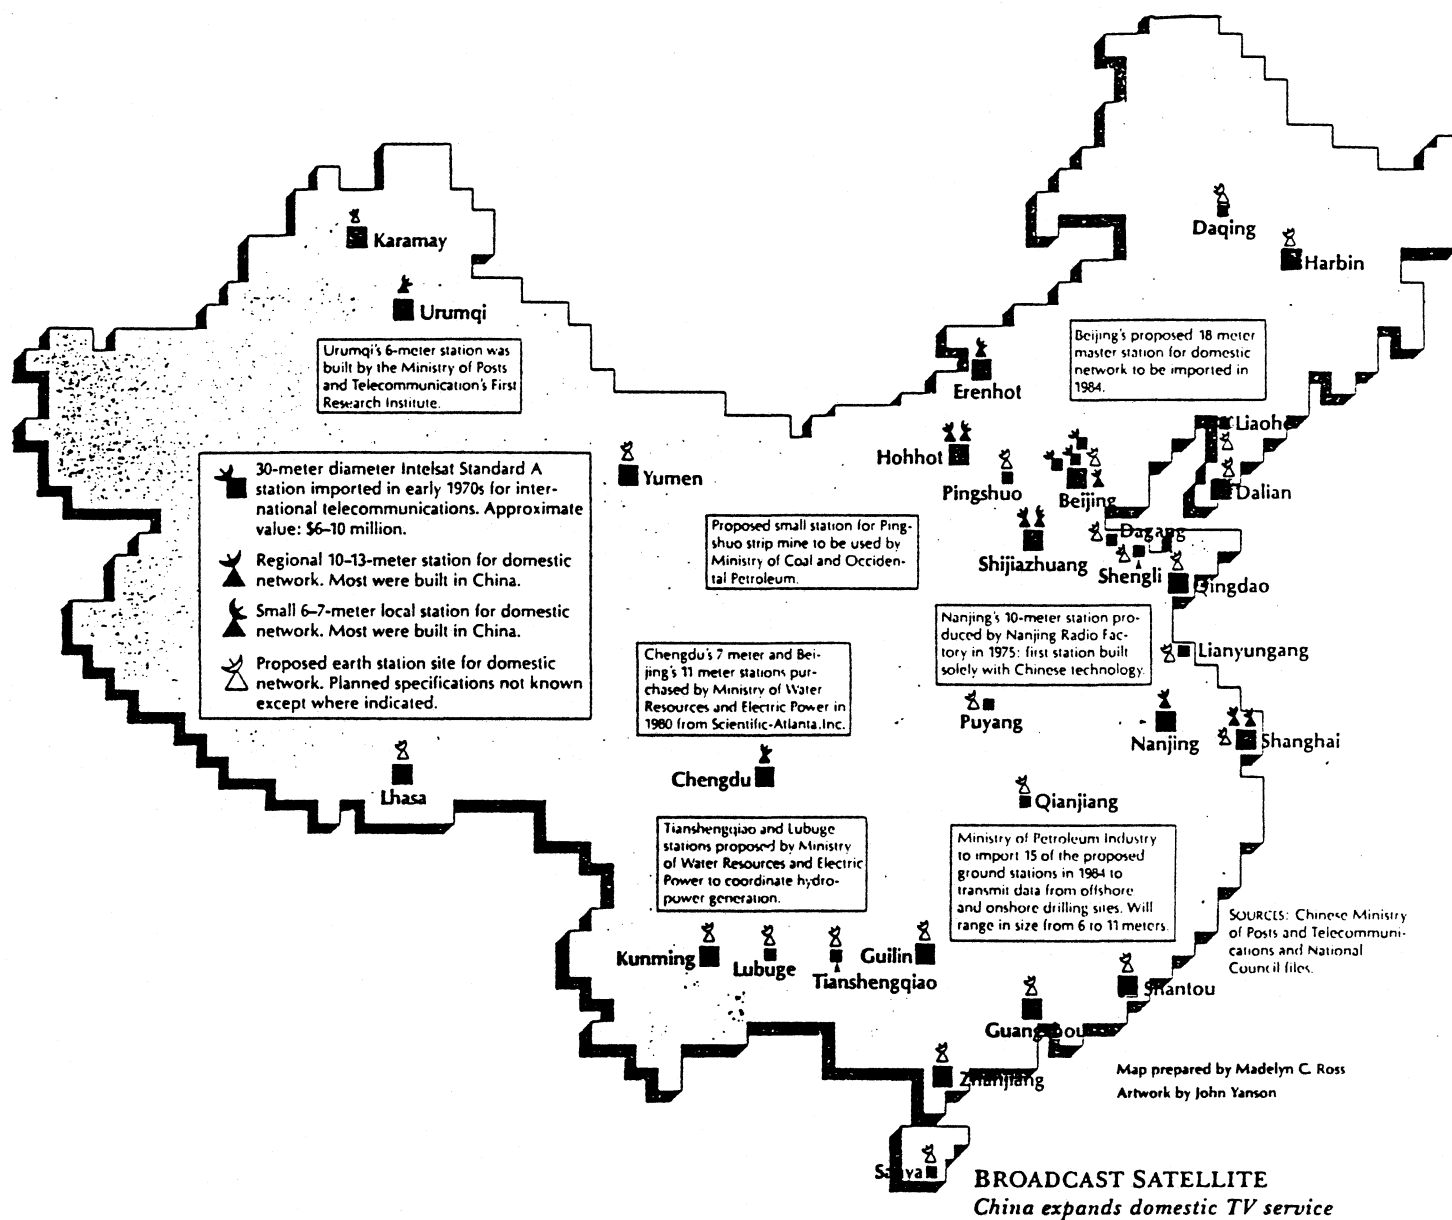 Karamay
Daqing
Harbin
Urumqi
Urumqi's 6-meter station was
built by the Ministry of Posts
and Telecommunication's First
Research Institute.
Beijing's proposed 18 meter
master station for domestic
network to be imported in
1984.
Erenhot
Liaohe
Hohhot
Yumen
Pingshuo
Beijing
Dalian
30-meter diameter Intelsat Standard A
station imported in early 1970s for inter-
national telecommunications. Approximate
value: $6–10 million.
Regional 10-13-meter station for domestic
network. Most were built in China.
Small 6–7-meter local station for domestic
network. Most were built in China.
Proposed earth station site for domestic
network. Planned specifications not known
except where indicated.
Proposed small station for Ping-
shuo strip mine to be used by
Ministry of Coal and Occiden-
tal Petroleum.
Dagang
Shijiazhuang
Shengli
Qingdao
Nanjing's 10-meter station pro-
duced by Nanjing Radio Fac-
tory in 1975: first station built
solely with Chinese technology.
Lianyungang
Chengdu's 7 meter and Bei-
jing's 11 meter stations pur-
chased by Ministry of Water
Resources and Electric Power in
1980 from Scientific-Atlanta, Inc.
Puyang
Nanjing
Shanghai
Chengdu
Lhasa
Qianjiang
Tianshengqiao and Lubuge
stations proposed by Ministry
of Water Resources and Electric
Power to coordinate hydro-
power generation.
Ministry of Petroleum Industry
to import 15 of the proposed
ground stations in 1984 to
transmit data from offshore
and onshore drilling sites. Will
range in size from 6 to 11 meters.
SOURCES: Chinese Ministry
of Posts and Telecommuni-
cations and National
Council files.
Kunming
Lubuge
Tianshengqiao
Guilin
Shantou
Guangzhou
Zhanjiang
Map prepared by Madelyn C. Ross
Artwork by John Yanson
Sanya
BROADCAST SATELLITE
China expands domestic TV service